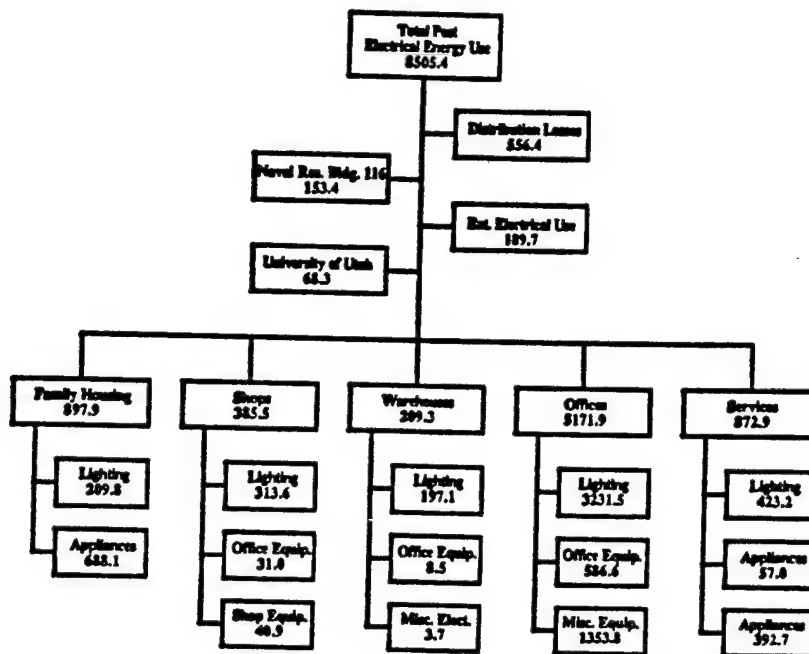 Total Post
Electrical Energy Use
8505.4
Distribution Losses
556.4
Naval Res. Bldg. 116
153.4
Ext. Electrical Use
189.7
University of Utah
68.3
Family Housing
897.9
Shops
385.5
Warehouses
209.3
Offices
5171.9
Services
872.9
Lighting
209.8
Lighting
313.6
Lighting
197.1
Lighting
3231.5
Lighting
423.2
Appliances
688.1
Office Equip.
31.0
Office Equip.
8.5
Office Equip.
586.6
Appliances
57.0
Shop Equip.
40.9
Misc. Elect.
3.7
Misc. Equip.
1353.8
Appliances
392.7